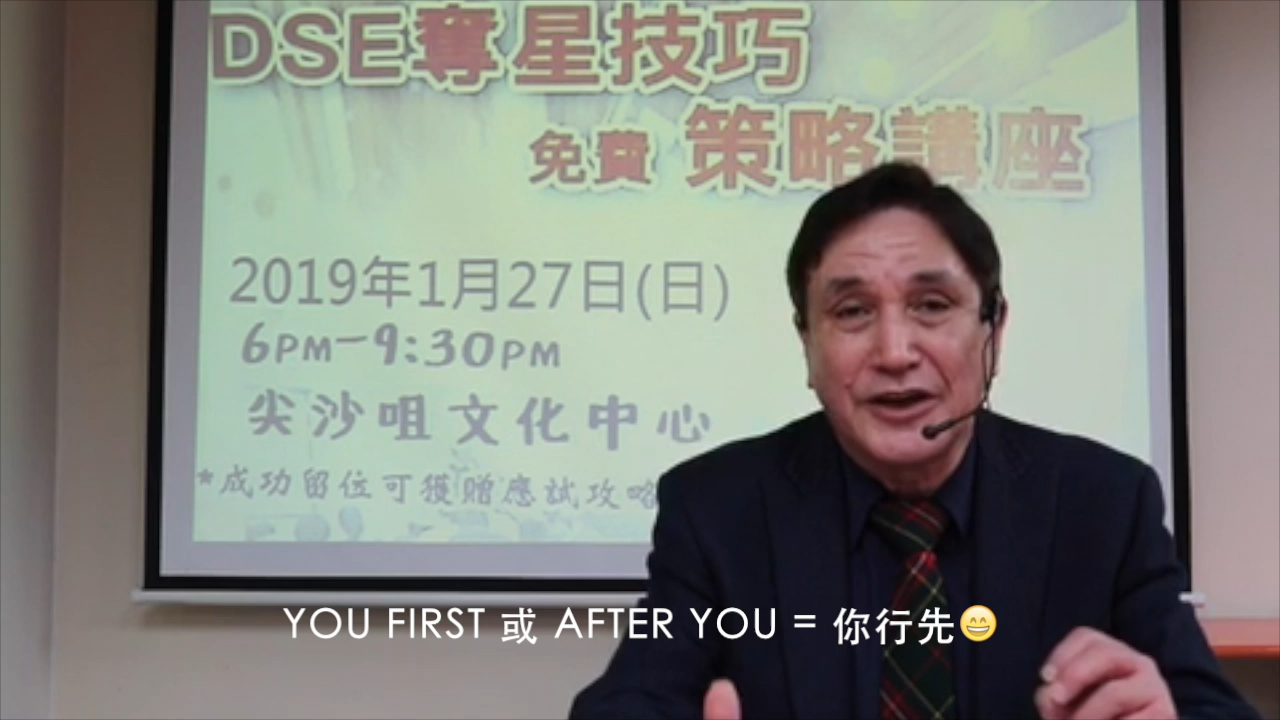 DSE奪星技巧
免費 策略講座
2019年1月27日(日)
6PM-9:30PM
尖沙咀文化中心
*成功留位可獲贈應試攻略
YOU FIRST 或 AFTER YOU = 你行先😄